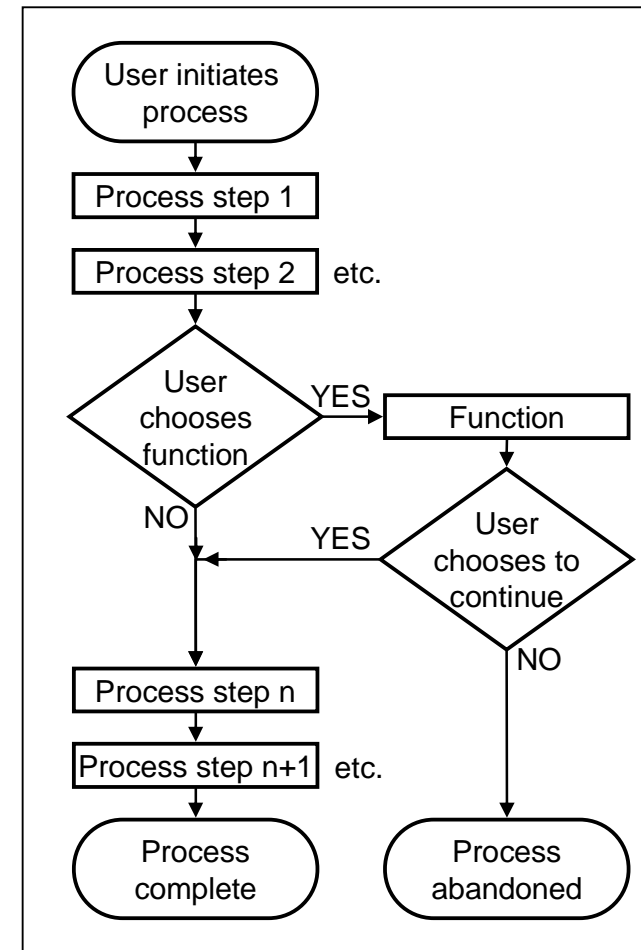 User initiates
process
Process step 1
Process step 2
etc.
User
chooses
function
YES
Function
NO
YES
User
chooses to
continue
NO
Process step n
Process step n+1
etc.
Process
complete
Process
abandoned